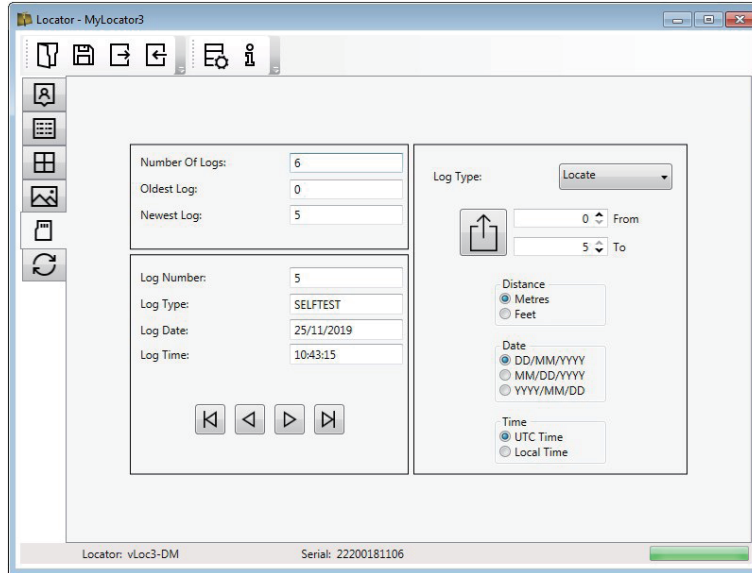 Locator - MyLocator3
Number Of Logs: 6
Oldest Log: 0
Newest Log: 5
Log Number: 5
Log Type: SELFTEST
Log Date: 25/11/2019
Log Time: 10:43:15
Log Type: Locate
0 From
5 To
Distance
Metres
Feet
Date
DD/MM/YYYY
MM/DD/YYYY
YYYY/MM/DD
Time
UTC Time
Local Time
Locator: vLoc3-DM Serial: 22200181106